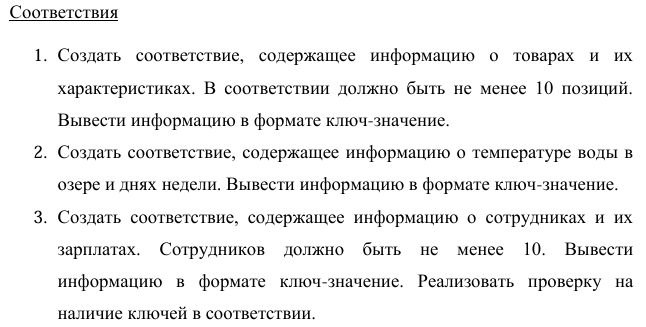 Соответствия
1. Создать соответствие, содержащее информацию о товарах и их
характеристиках. В соответствии должно быть не менее 10 позиций.
Вывести информацию в формате ключ-значение.
2. Создать соответствие, содержащее информацию о температуре воды в
озере и днях недели. Вывести информацию в формате ключ-значение.
3. Создать соответствие, содержащее информацию о сотрудниках и их
зарплатах. Сотрудников должно быть не менее 10. Вывести
информацию в формате ключ-значение. Реализовать проверку на
наличие ключей в соответствии.